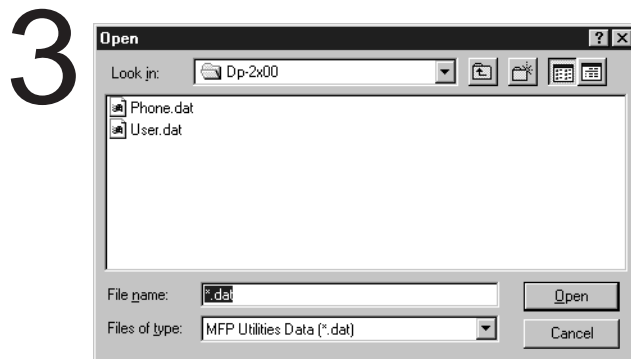 3
Open
Look in: Dp-2x00
Phone.dat
User.dat
File name: *.dat Open
Files of type: MFP Utilities Data (*.dat) Cancel